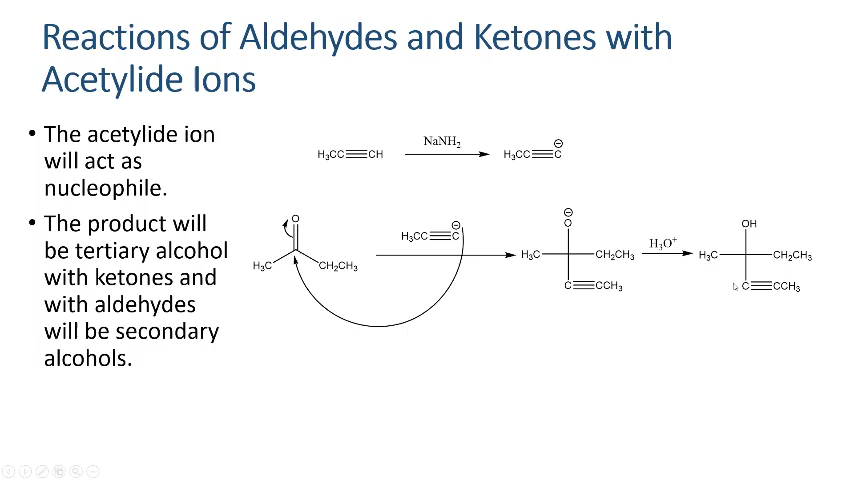 Reactions of Aldehydes and Ketones with
Acetylide Ions
• The acetylide ion
will act as
nucleophile.
• The product will
be tertiary alcohol
with ketones and
with aldehydes
will be secondary
alcohols.
H₃CC≡CH NaNH₂ H₃CC≡C⊖
O
H₃C CH₂CH₃
H₃CC≡C⊖
⊖
O
H₃C CH₂CH₃
C≡CCH₃
H₃O⁺
OH
H₃C CH₂CH₃
C≡CCH₃